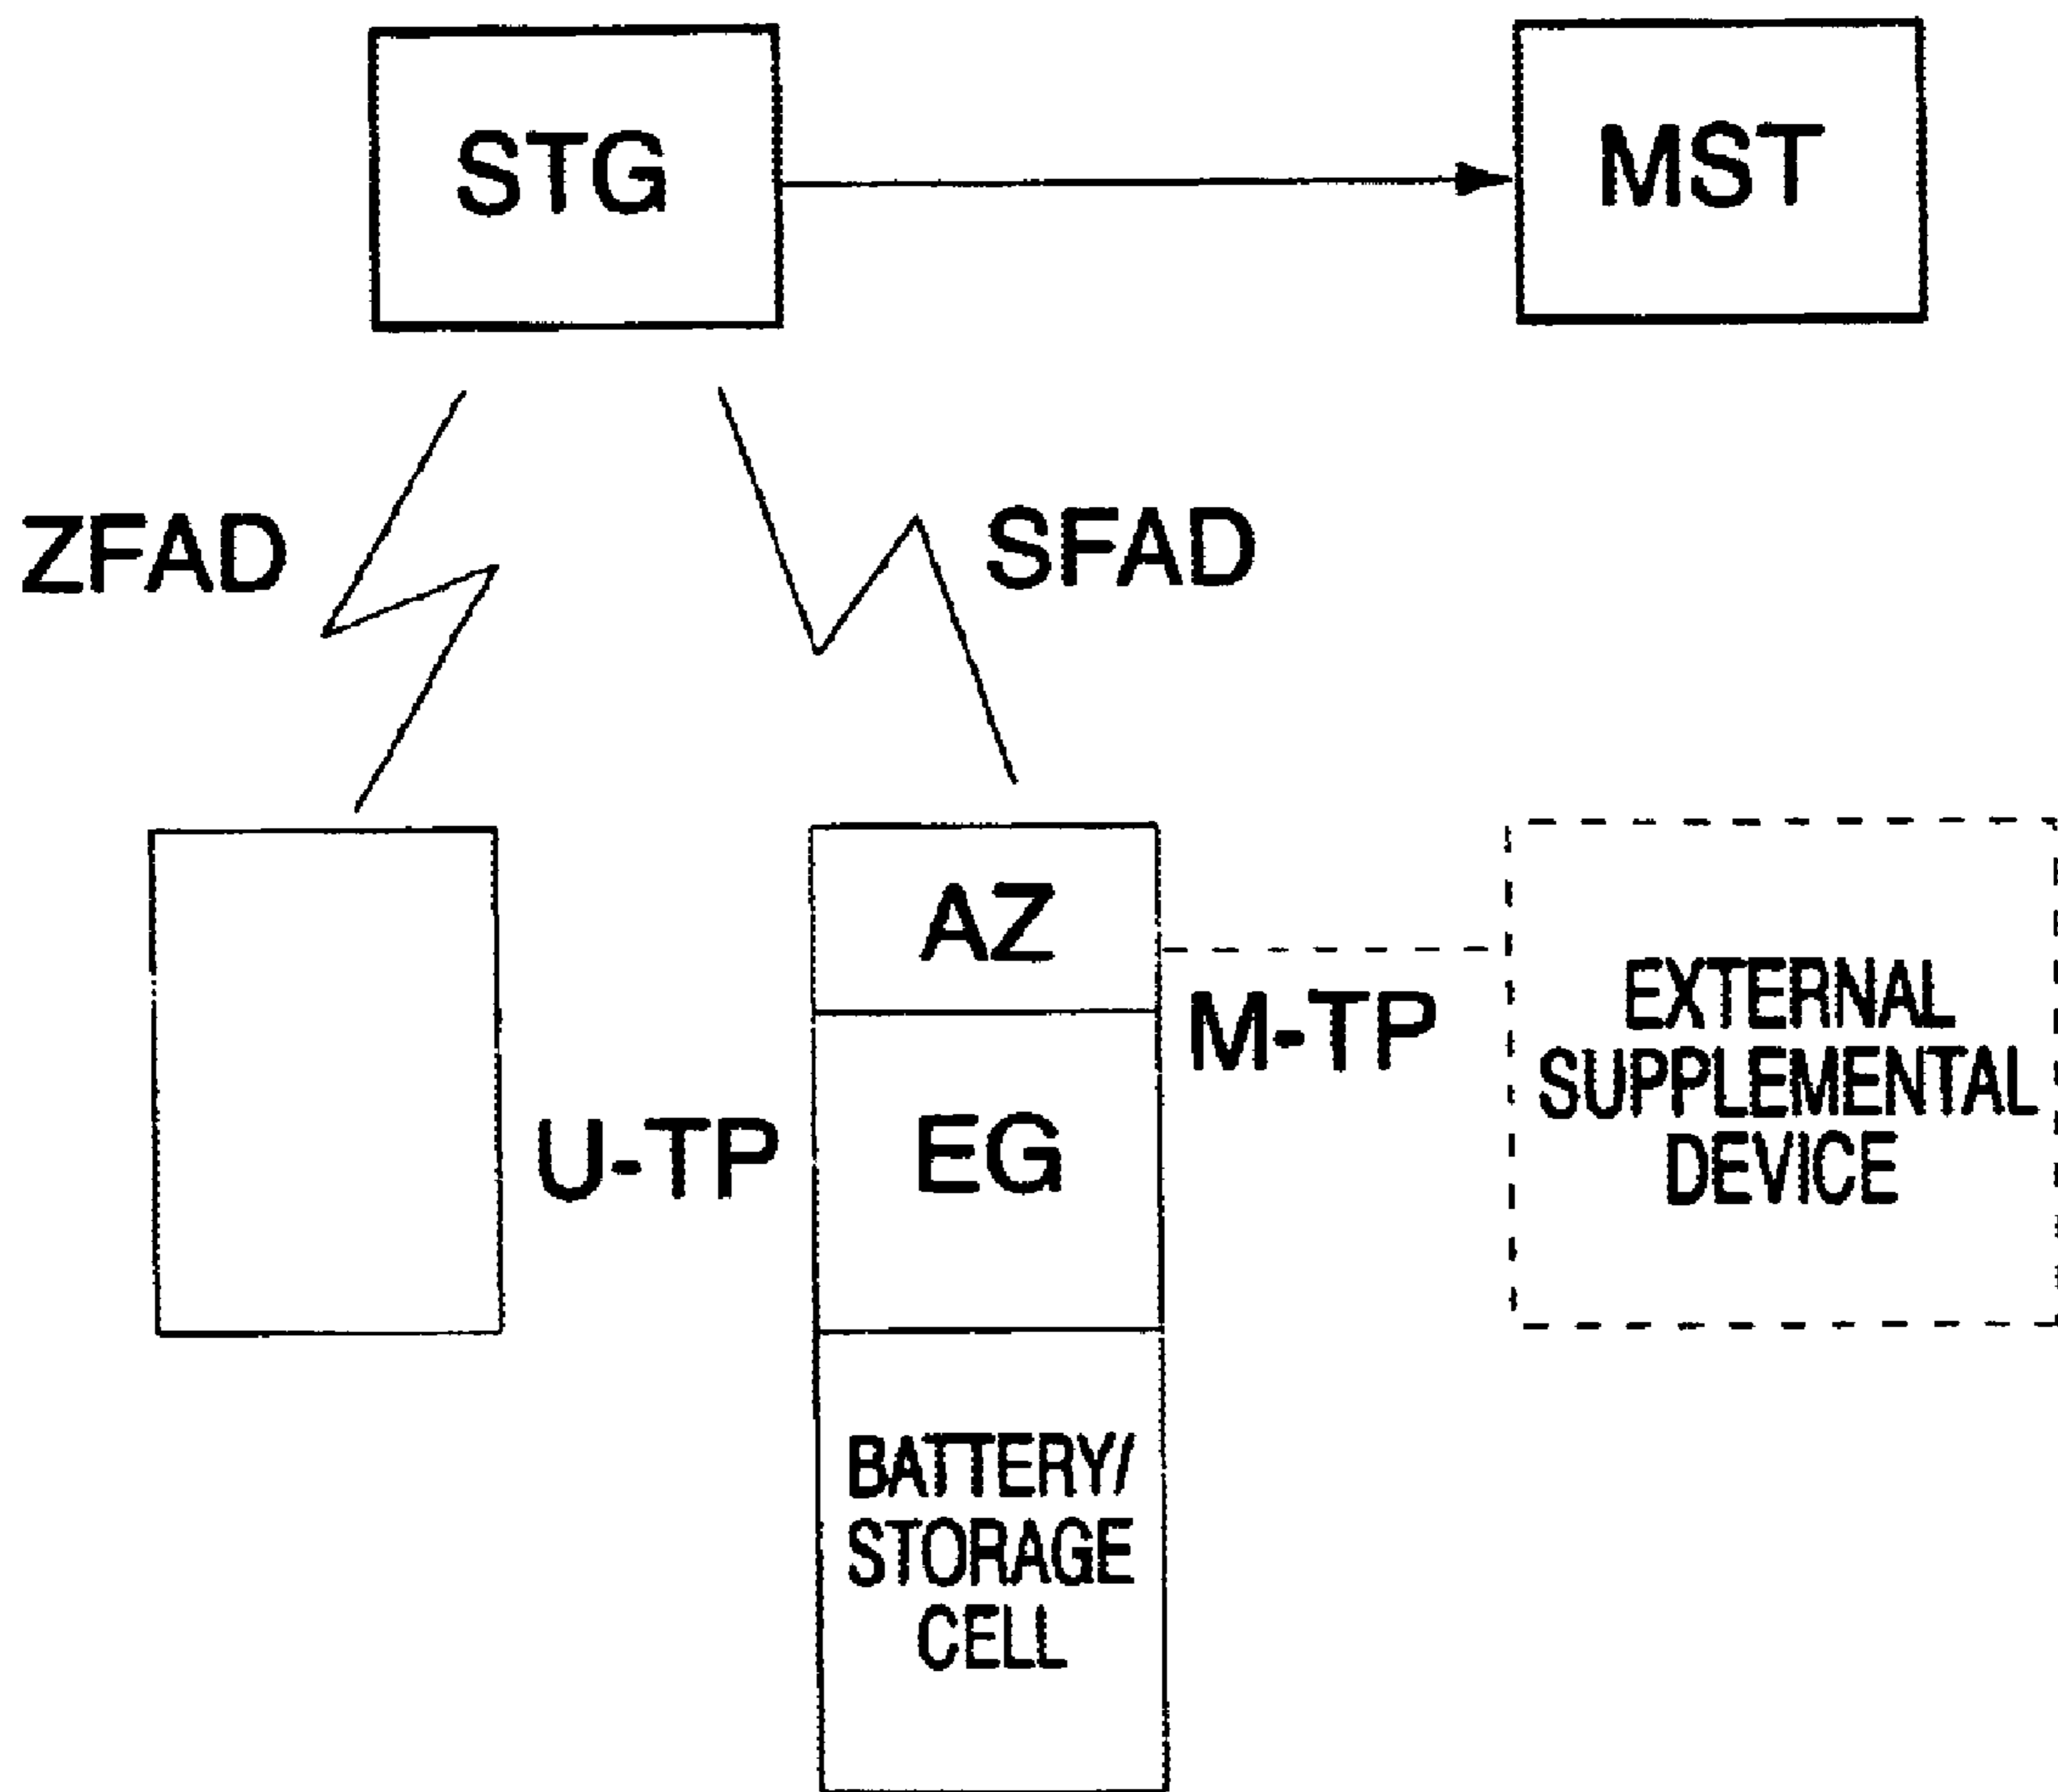 STG
MST
ZFAD
SFAD
AZ
M-TP
EXTERNAL
SUPPLEMENTAL
DEVICE
U-TP
EG
BATTERY/
STORAGE
CELL